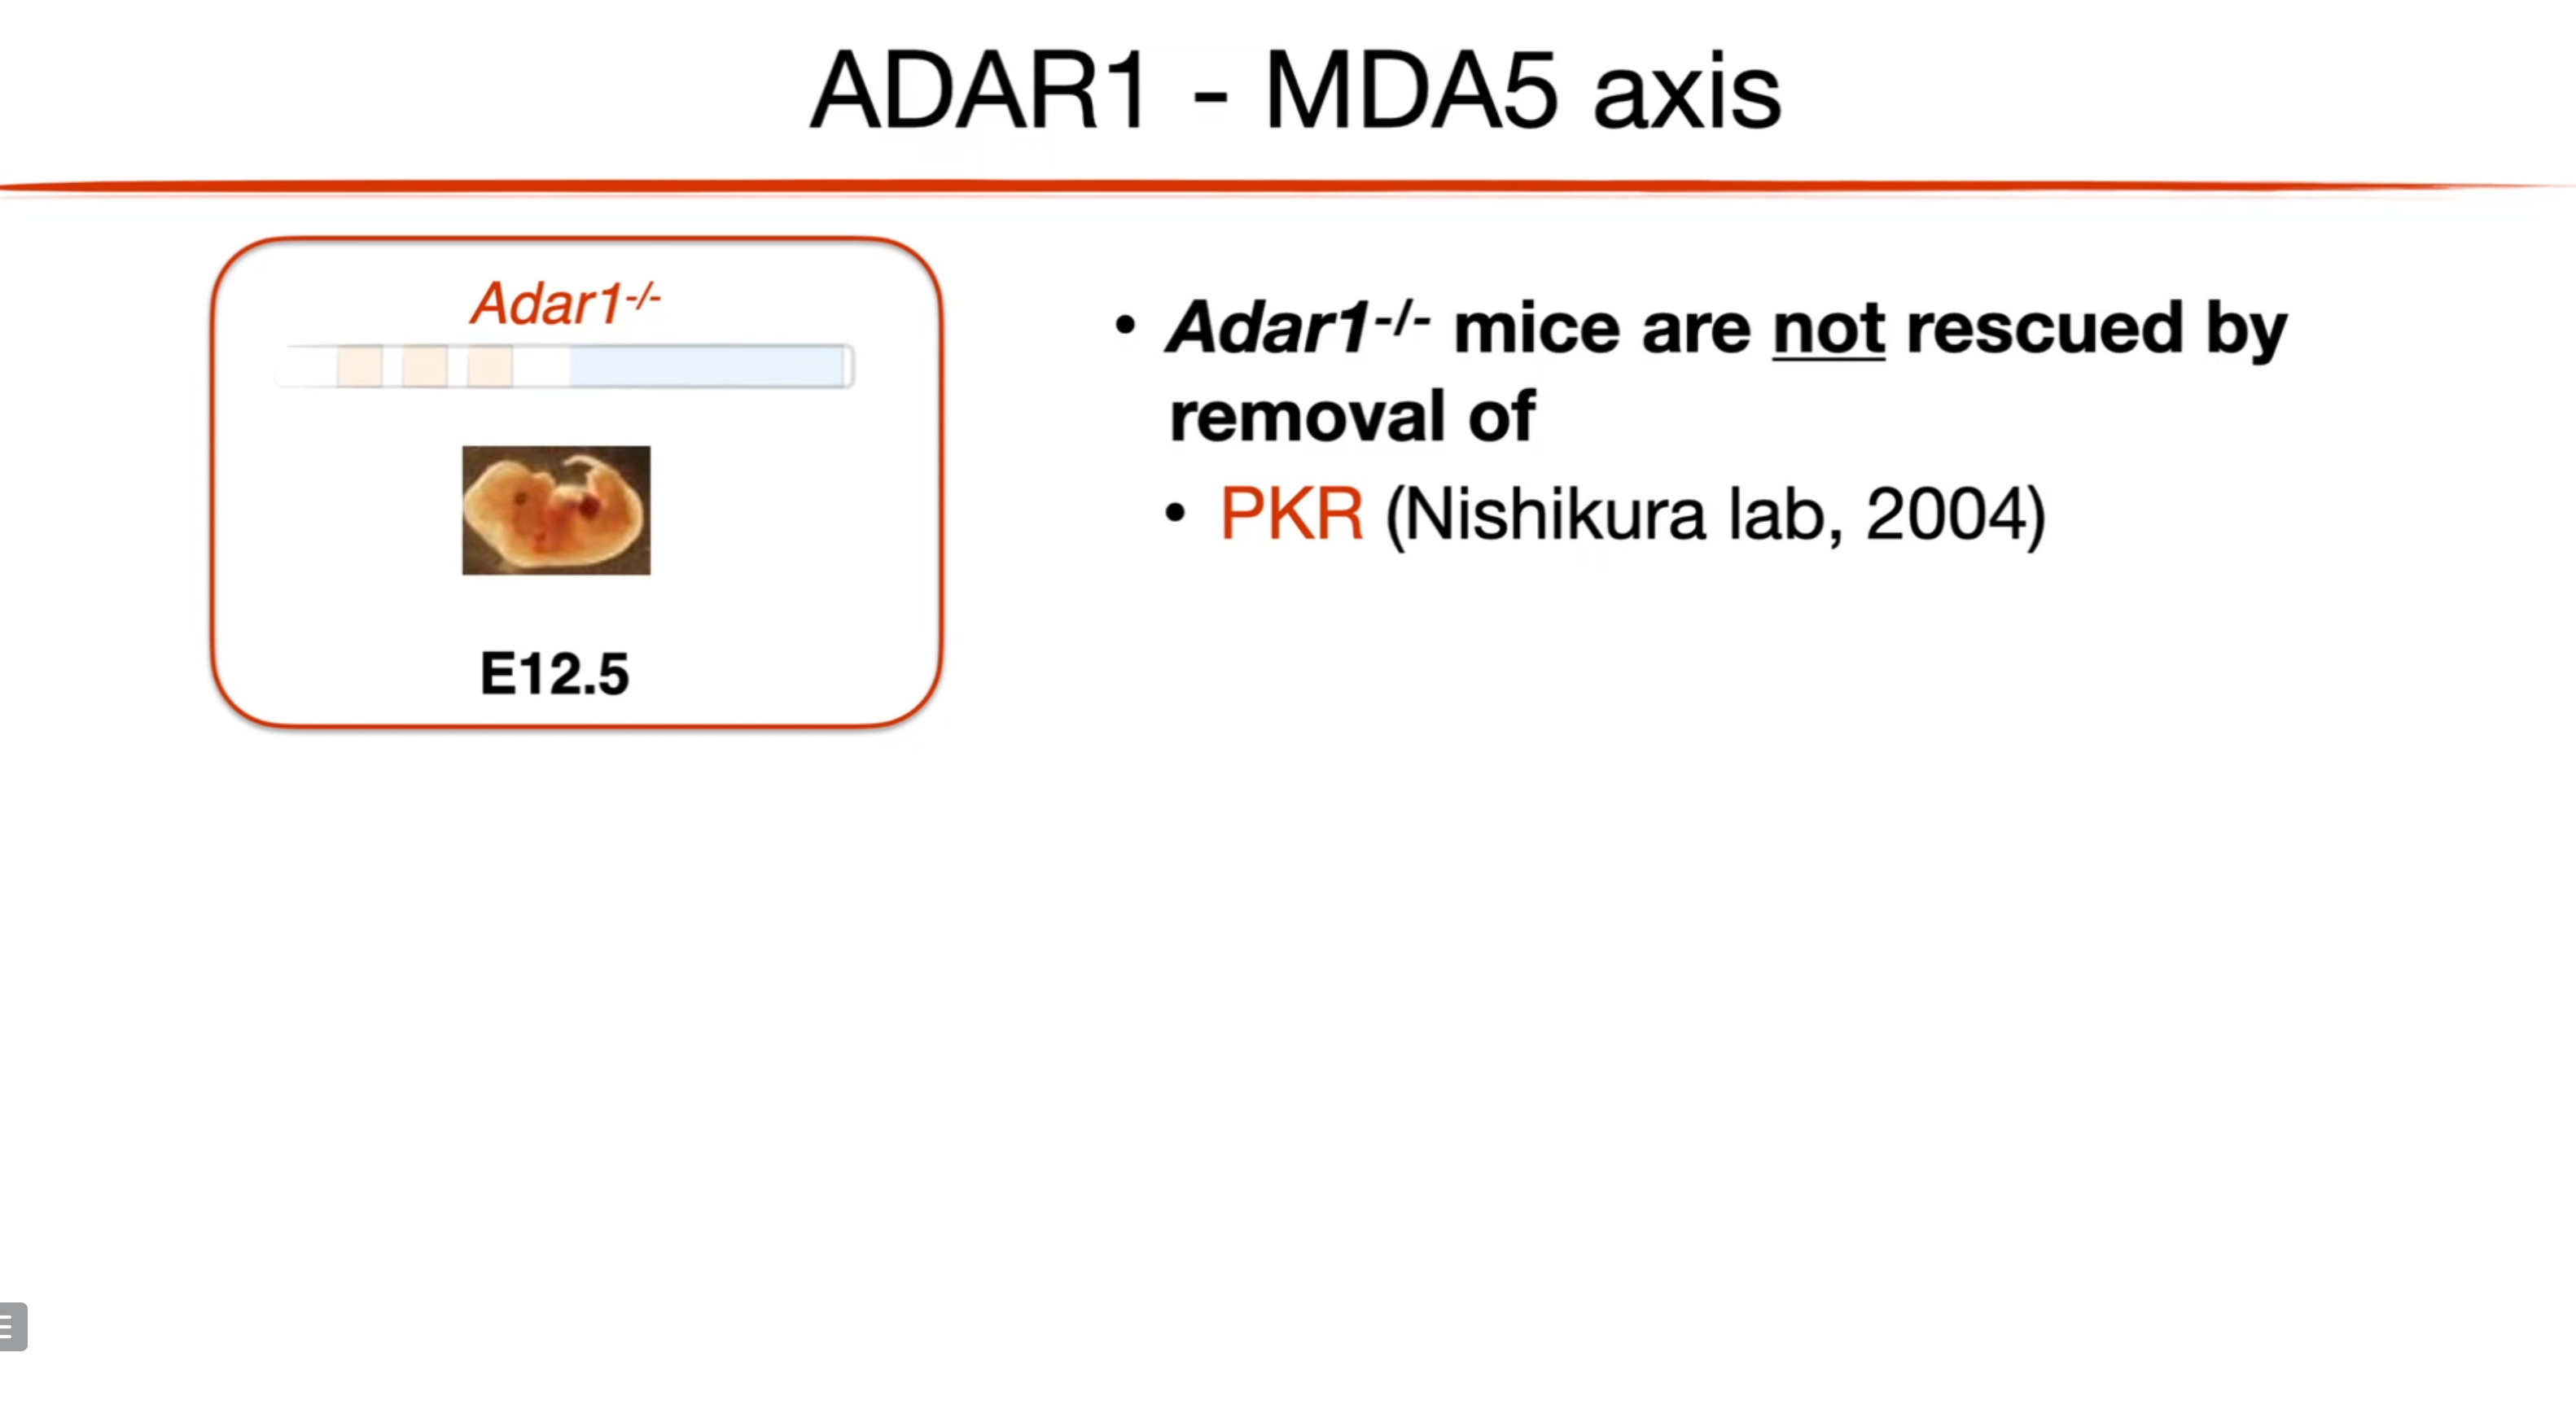 ADAR1 - MDA5 axis
Adar1-/-
E12.5
• Adar1-/- mice are not rescued by
removal of
• PKR (Nishikura lab, 2004)